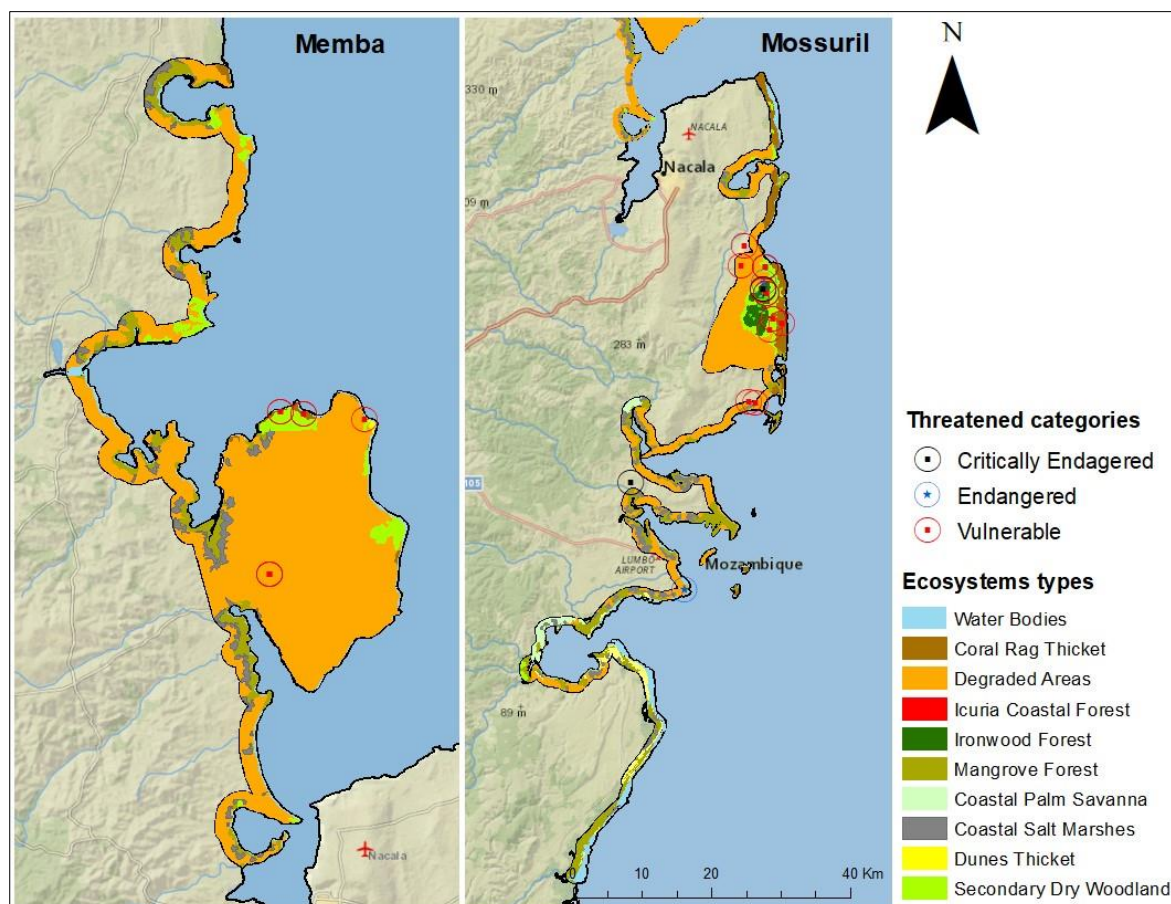 Memba
Nacala
Mossuril
330 m
NACALA
Nacala
09 m
283 m
105
LUMBO
AIRPORT
Mozambique
89 m
0 10 20 40 Km
N
Threatened categories
Critically Endagered
Endangered
Vulnerable
Ecosystems types
Water Bodies
Coral Rag Thicket
Degraded Areas
Icuria Coastal Forest
Ironwood Forest
Mangrove Forest
Coastal Palm Savanna
Coastal Salt Marshes
Dunes Thicket
Secondary Dry Woodland